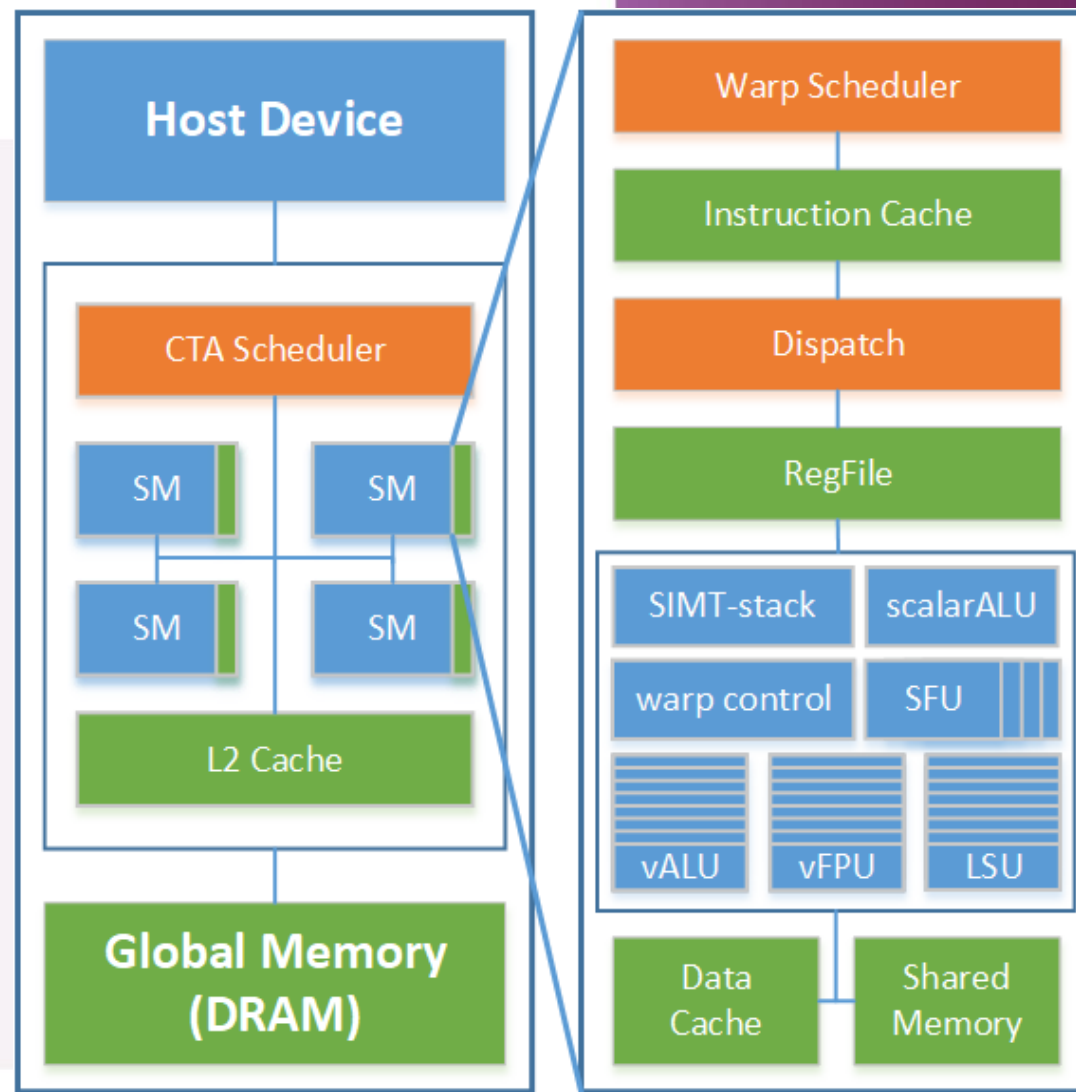 Host Device
CTA Scheduler
SM
SM
SM
SM
L2 Cache
Global Memory
(DRAM)
Warp Scheduler
Instruction Cache
Dispatch
RegFile
SIMT-stack
scalarALU
warp control
SFU
vALU
vFPU
LSU
Data
Cache
Shared
Memory